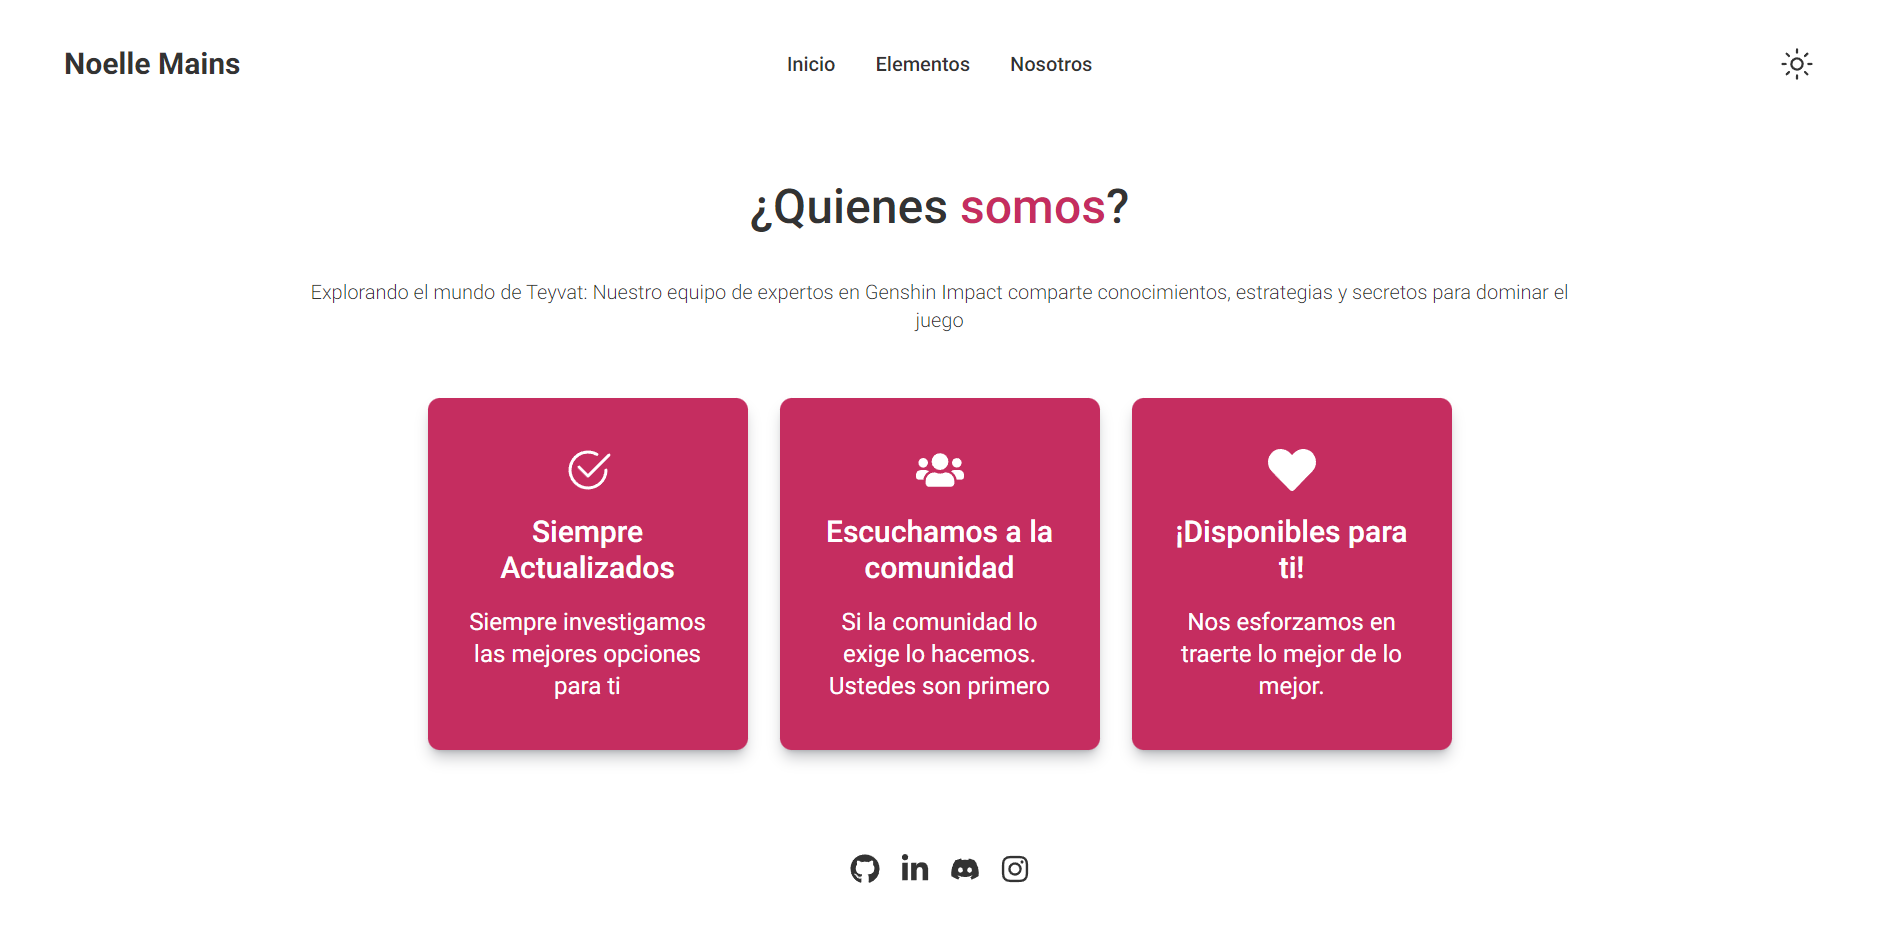 Noelle Mains
Inicio
Elementos
Nosotros
¿Quienes somos?
Explorando el mundo de Teyvat: Nuestro equipo de expertos en Genshin Impact comparte conocimientos, estrategias y secretos para dominar el
juego
Siempre
Actualizados
Siempre investigamos
las mejores opciones
para ti
Escuchamos a la
comunidad
Si la comunidad lo
exige lo hacemos.
Ustedes son primero
¡Disponibles para
ti!
Nos esforzamos en
traerte lo mejor de lo
mejor.